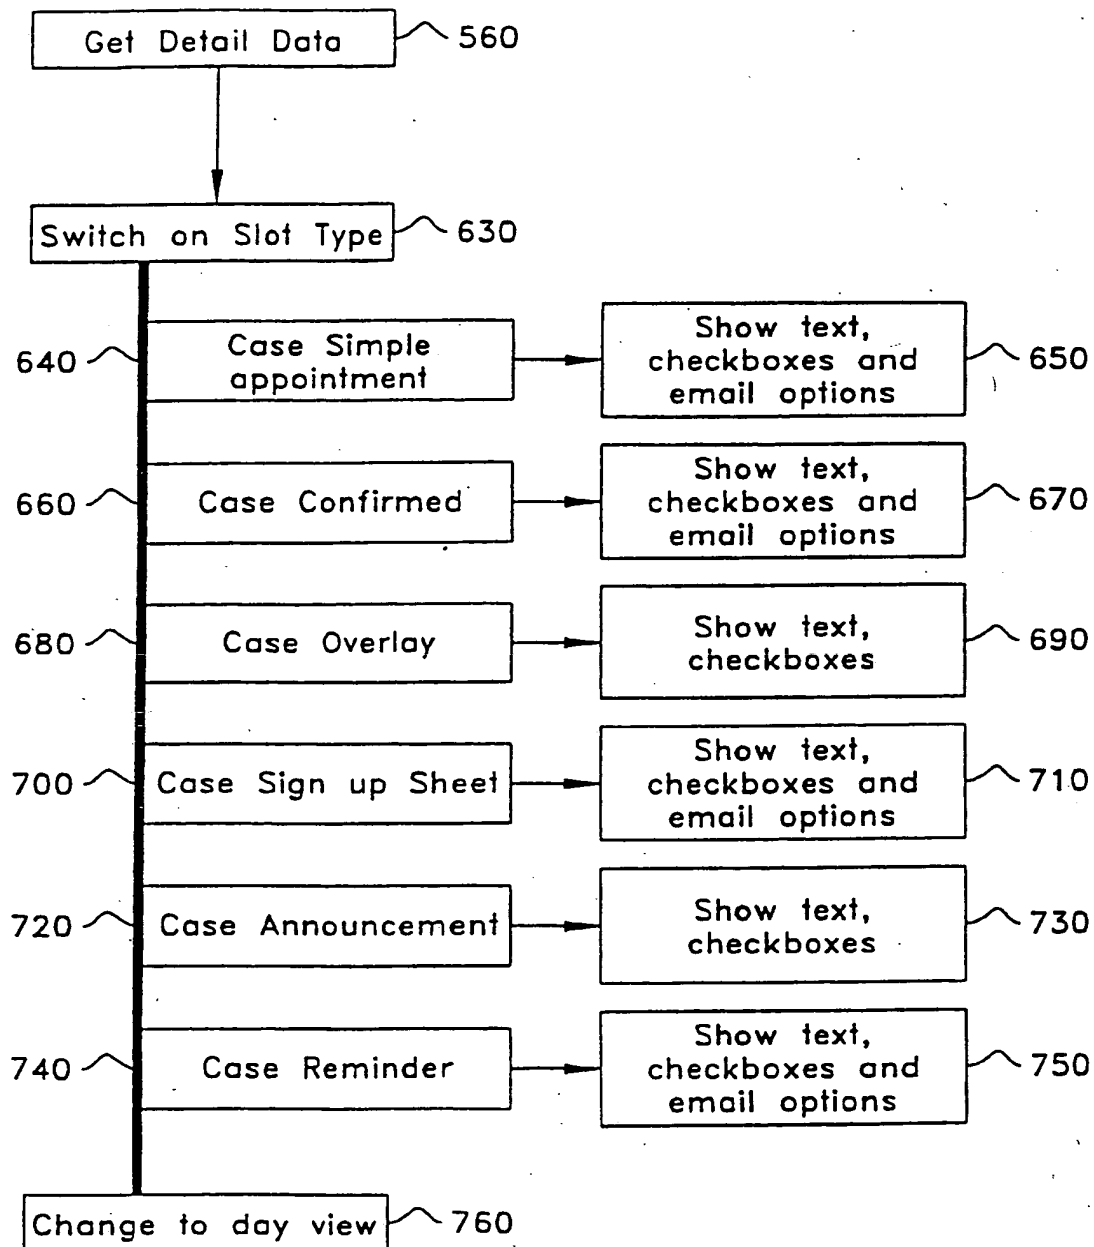 Get Detail Data
560
Switch on Slot Type
630
640
Case Simple
appointment
Show text,
checkboxes and
email options
650
660
Case Confirmed
Show text,
checkboxes and
email options
670
680
Case Overlay
Show text,
checkboxes
690
700
Case Sign up Sheet
Show text,
checkboxes and
email options
710
720
Case Announcement
Show text,
checkboxes
730
740
Case Reminder
Show text,
checkboxes and
email options
750
Change to day view
760